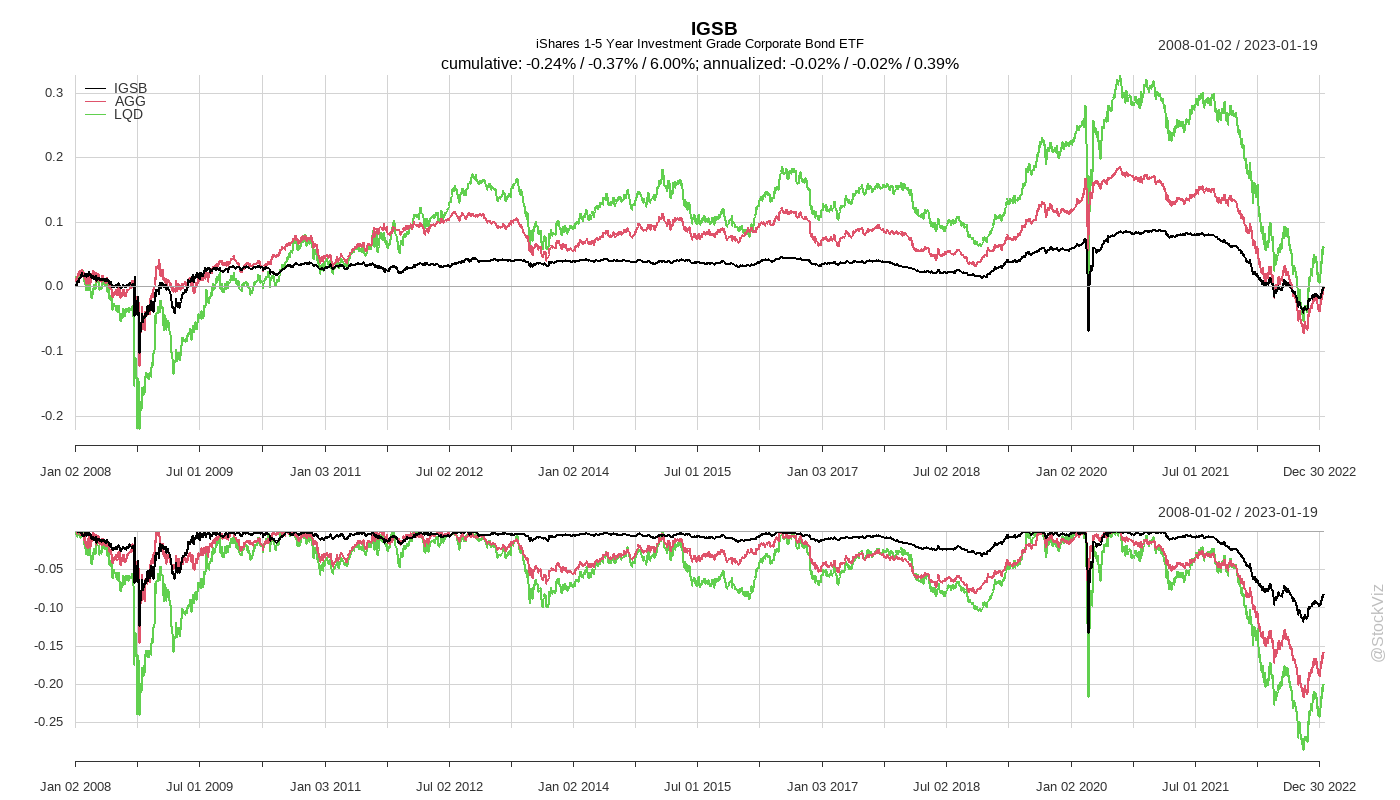 IGSB
iShares 1-5 Year Investment Grade Corporate Bond ETF
2008-01-02 / 2023-01-19
cumulative: -0.24% / -0.37% / 6.00%; annualized: -0.02% / -0.02% / 0.39%
IGSB
AGG
LQD
0.3
0.2
0.1
0.0
-0.1
-0.2
Jan 02 2008 Jul 01 2009 Jan 03 2011 Jul 02 2012 Jan 02 2014 Jul 01 2015 Jan 03 2017 Jul 02 2018 Jan 02 2020 Jul 01 2021 Dec 30 2022
2008-01-02 / 2023-01-19
-0.05
-0.10
-0.15
-0.20
-0.25
Jan 02 2008 Jul 01 2009 Jan 03 2011 Jul 02 2012 Jan 02 2014 Jul 01 2015 Jan 03 2017 Jul 02 2018 Jan 02 2020 Jul 01 2021 Dec 30 2022
@StockViz